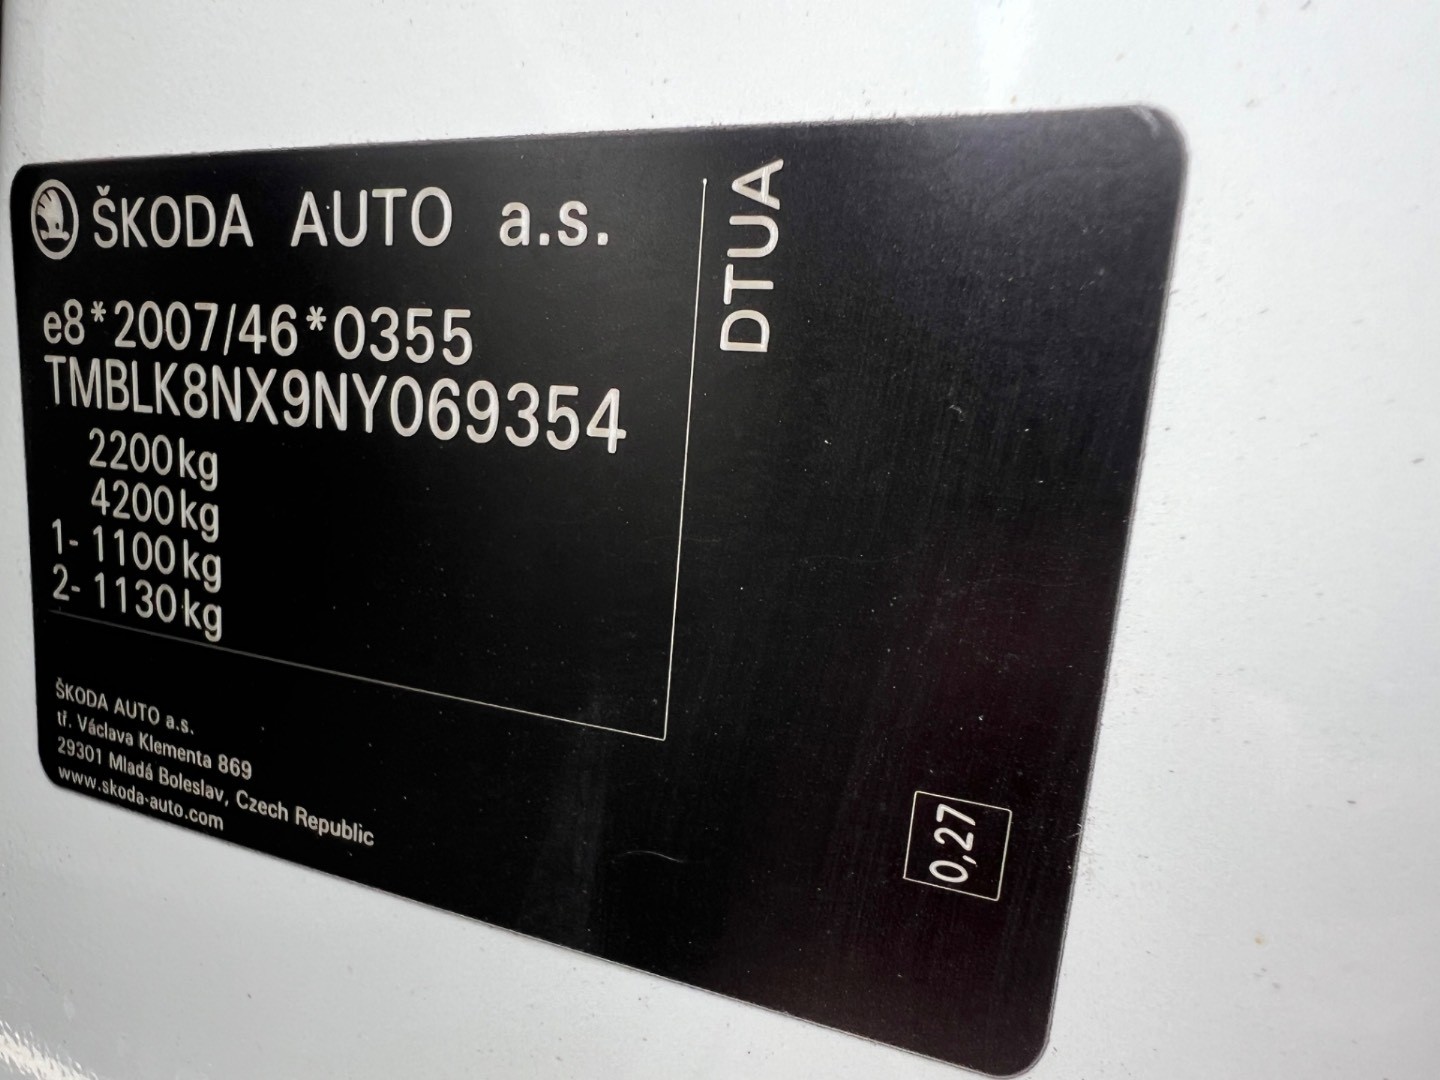 ŠKODA AUTO a.s.
e8*2007/46*0355
TMBLK8NX9NY069354
2200kg
4200kg
1- 1100kg
2- 1130kg
ŠKODA AUTO a.s.
tř. Václava Klementa 869
29301 Mladá Boleslav, Czech Republic
www.skoda-auto.com
DTUA
0,27